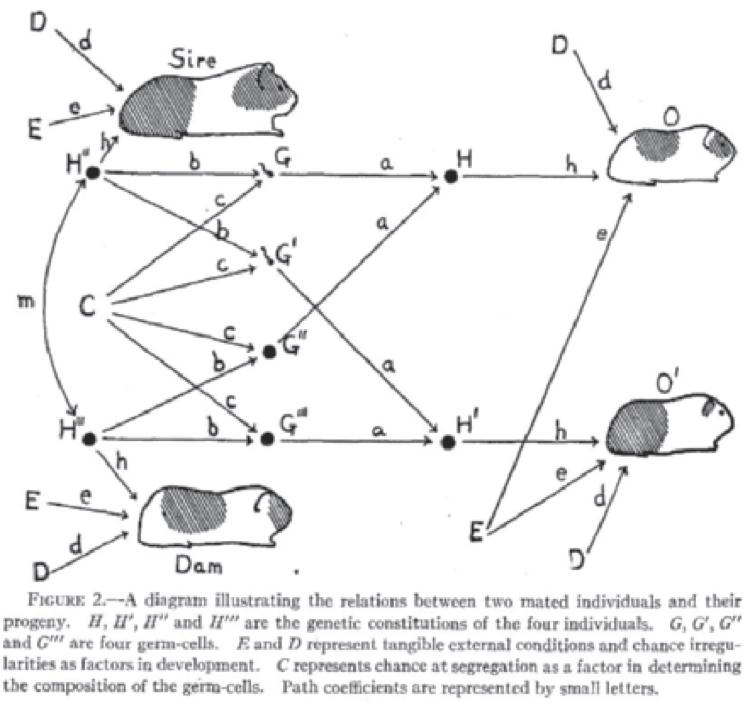 D
d
Sire
D
d
E
e
O
h
H''
b
G
a
H
h
c
b
a
e
G'
c
m
C
c
G''
b
a
O'
c
H'''
b
G'''
a
H'
h
h
e
E
e
d
E
d
D
Dam
D'
FIGURE 2.—A diagram illustrating the relations between two mated individuals and their
progeny. H, H', H'' and H''' are the genetic constitutions of the four individuals. G, G', G''
and G''' are four germ-cells. E and D represent tangible external conditions and chance irregu-
larities as factors in development. C represents chance at segregation as a factor in determining
the composition of the germ-cells. Path coefficients are represented by small letters.